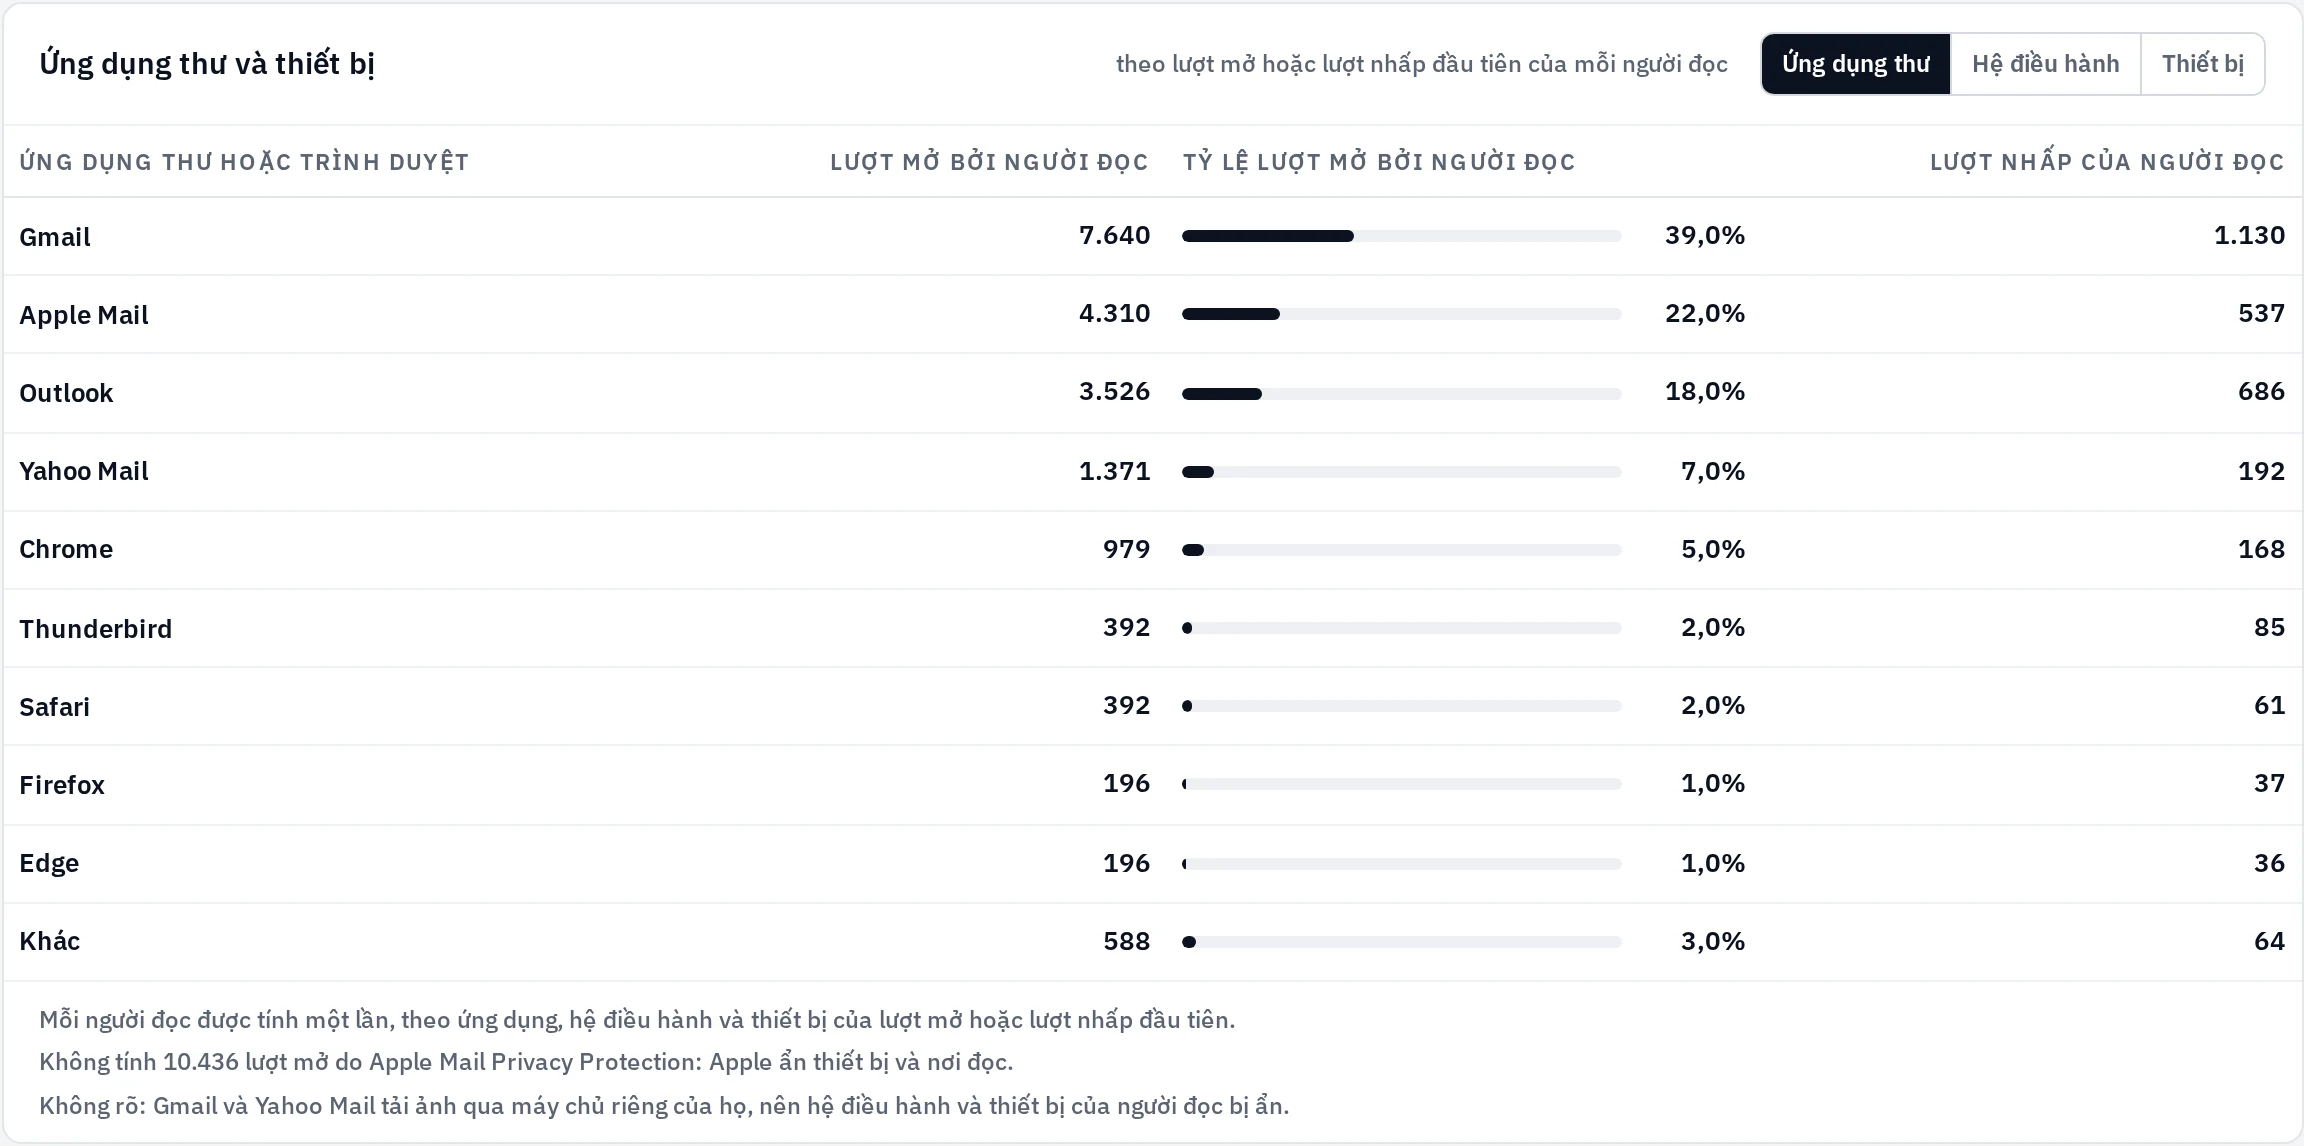 Ứng dụng thư và thiết bị
theo lượt mở hoặc lượt nhấp đầu tiên của mỗi người đọc
Ứng dụng thư
Hệ điều hành
Thiết bị
ỨNG DỤNG THƯ HOẶC TRÌNH DUYỆT LƯỢT MỞ BỞI NGƯỜI ĐỌC TỶ LỆ LƯỢT MỞ BỞI NGƯỜI ĐỌC LƯỢT NHẤP CỦA NGƯỜI ĐỌC
Gmail 7.640 39,0% 1.130
Apple Mail 4.310 22,0% 537
Outlook 3.526 18,0% 686
Yahoo Mail 1.371 7,0% 192
Chrome 979 5,0% 168
Thunderbird 392 2,0% 85
Safari 392 2,0% 61
Firefox 196 1,0% 37
Edge 196 1,0% 36
Khác 588 3,0% 64
Mỗi người đọc được tính một lần, theo ứng dụng, hệ điều hành và thiết bị của lượt mở hoặc lượt nhấp đầu tiên.
Không tính 10.436 lượt mở do Apple Mail Privacy Protection: Apple ẩn thiết bị và nơi đọc.
Không rõ: Gmail và Yahoo Mail tải ảnh qua máy chủ riêng của họ, nên hệ điều hành và thiết bị của người đọc bị ẩn.